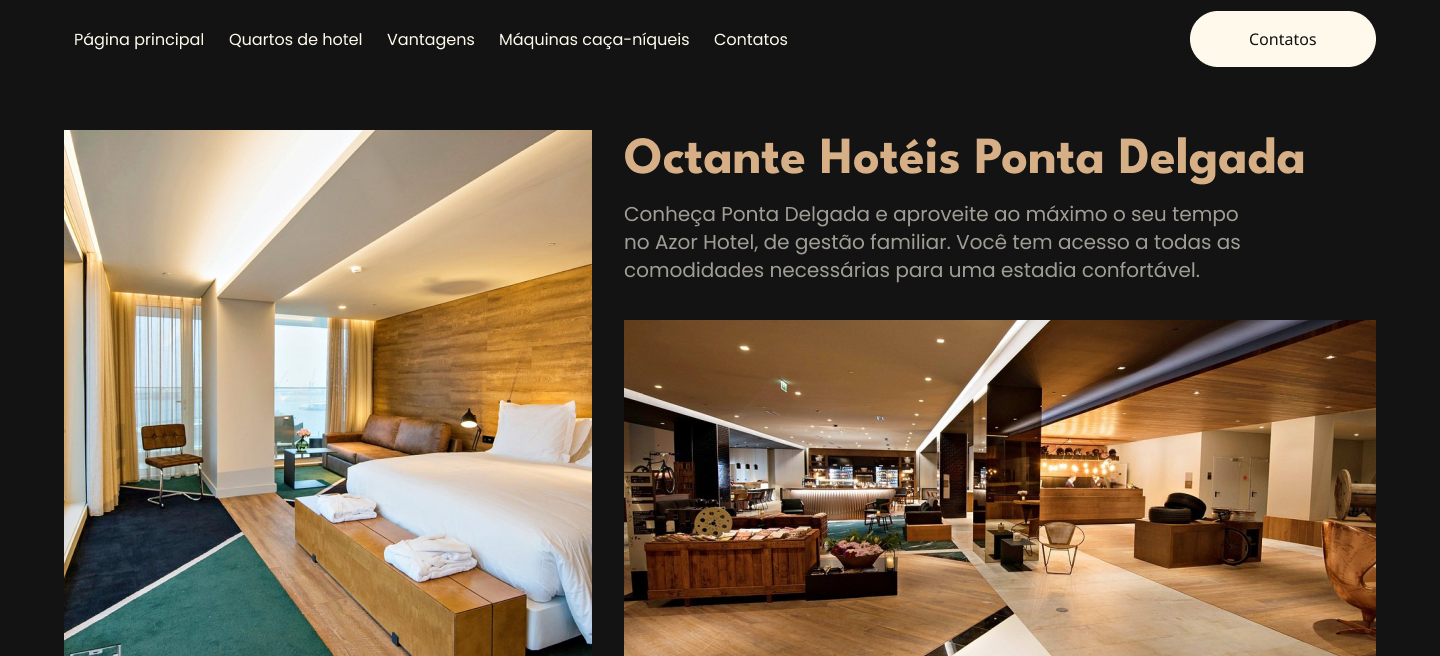 Página principal Quartos de hotel Vantagens Máquinas caça-níqueis Contatos
Contatos
Octante Hotéis Ponta Delgada
Conheça Ponta Delgada e aproveite ao máximo o seu tempo
no Azor Hotel, de gestão familiar. Você tem acesso a todas as
comodidades necessárias para uma estadia confortável.